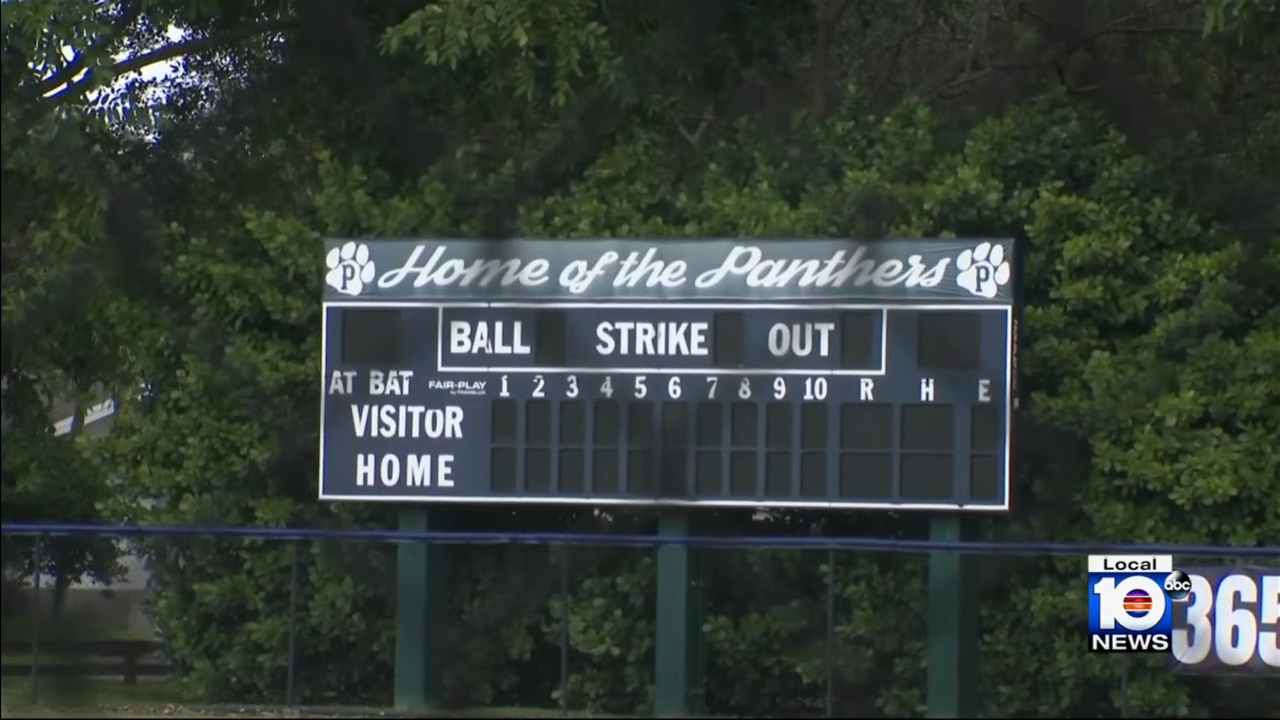 P Home of the Panthers P
BALL STRIKE OUT
AT BAT FAIR-PLAY 1 2 3 4 5 6 7 8 9 10 R H E
VISITOR
HOME
Local
10 abc
NEWS
365